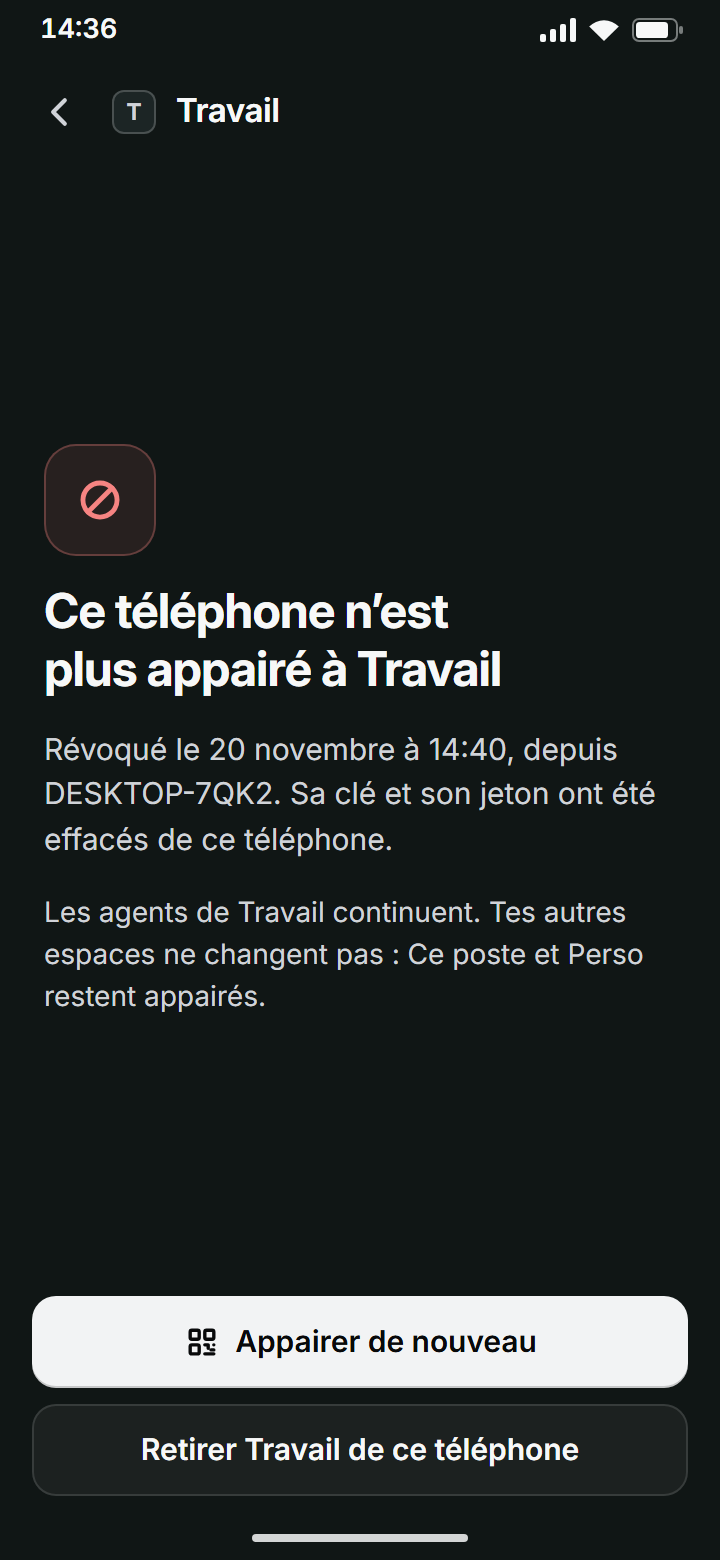 14:36
T Travail
Ce téléphone n’est
plus appairé à Travail
Révoqué le 20 novembre à 14:40, depuis
DESKTOP-7QK2. Sa clé et son jeton ont été
effacés de ce téléphone.
Les agents de Travail continuent. Tes autres
espaces ne changent pas : Ce poste et Perso
restent appairés.
Appairer de nouveau
Retirer Travail de ce téléphone